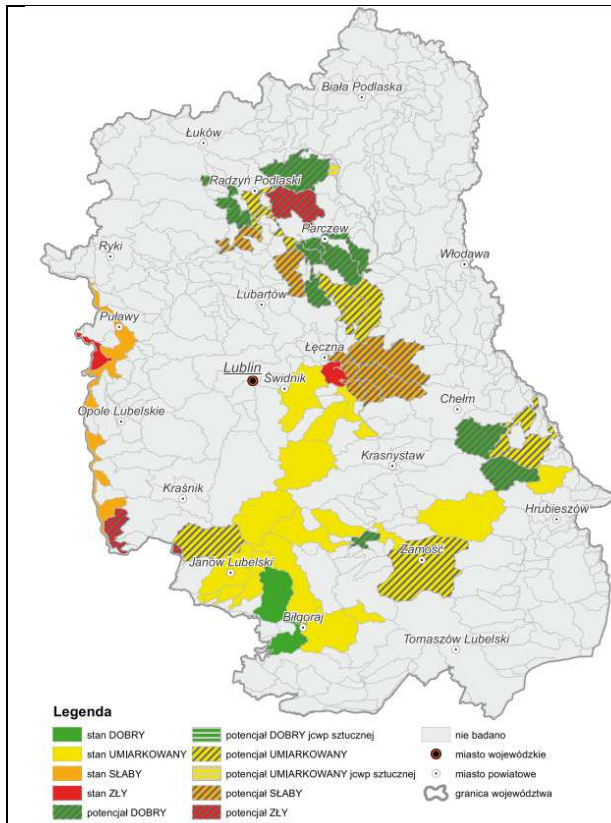 Biała Podlaska
Łuków
Radzyń Podlaski
Parczew
Ryki
Włodawa
Lubartów
Puławy
Łęczna
Lublin
Świdnik
Chełm
Opole Lubelskie
Krasnystaw
Kraśnik
Hrubieszów
Zamość
Janów Lubelski
Biłgoraj
Tomaszów Lubelski
Legenda
stan DOBRY
stan UMIARKOWANY
stan SŁABY
stan ZŁY
potencjał DOBRY
potencjał DOBRY jcwp sztucznej
potencjał UMIARKOWANY
potencjał UMIARKOWANY jcwp sztucznej
potencjał SŁABY
potencjał ZŁY
nie badano
miasto wojewódzkie
miasto powiatowe
granica województwa